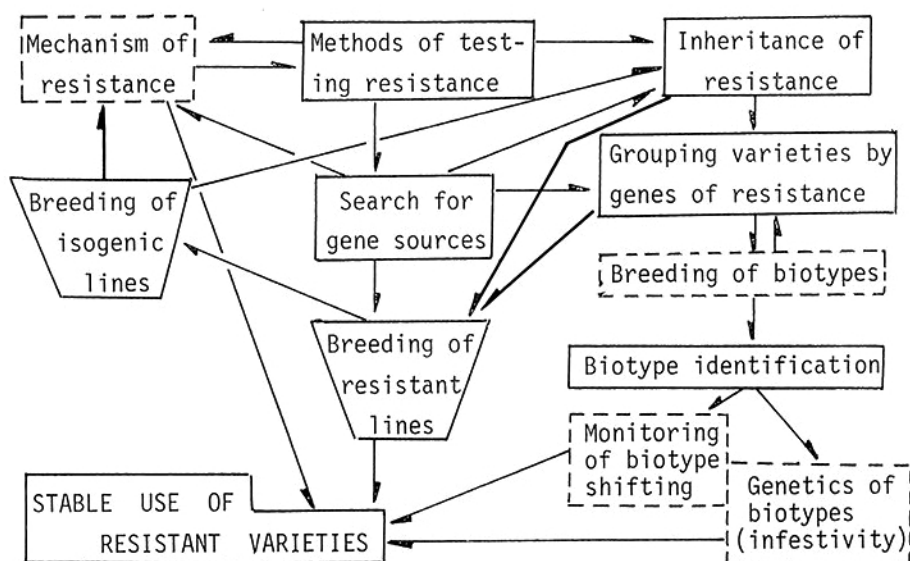 Mechanism of
resistance
Methods of test-
ing resistance
Inheritance of
resistance
Breeding of
isogenic
lines
Search for
gene sources
Grouping varieties by
genes of resistance
Breeding of biotypes
Breeding of
resistant
lines
Biotype identification
Monitoring
of biotype
shifting
Genetics of
biotypes
(infestivity)
STABLE USE OF
RESISTANT VARIETIES